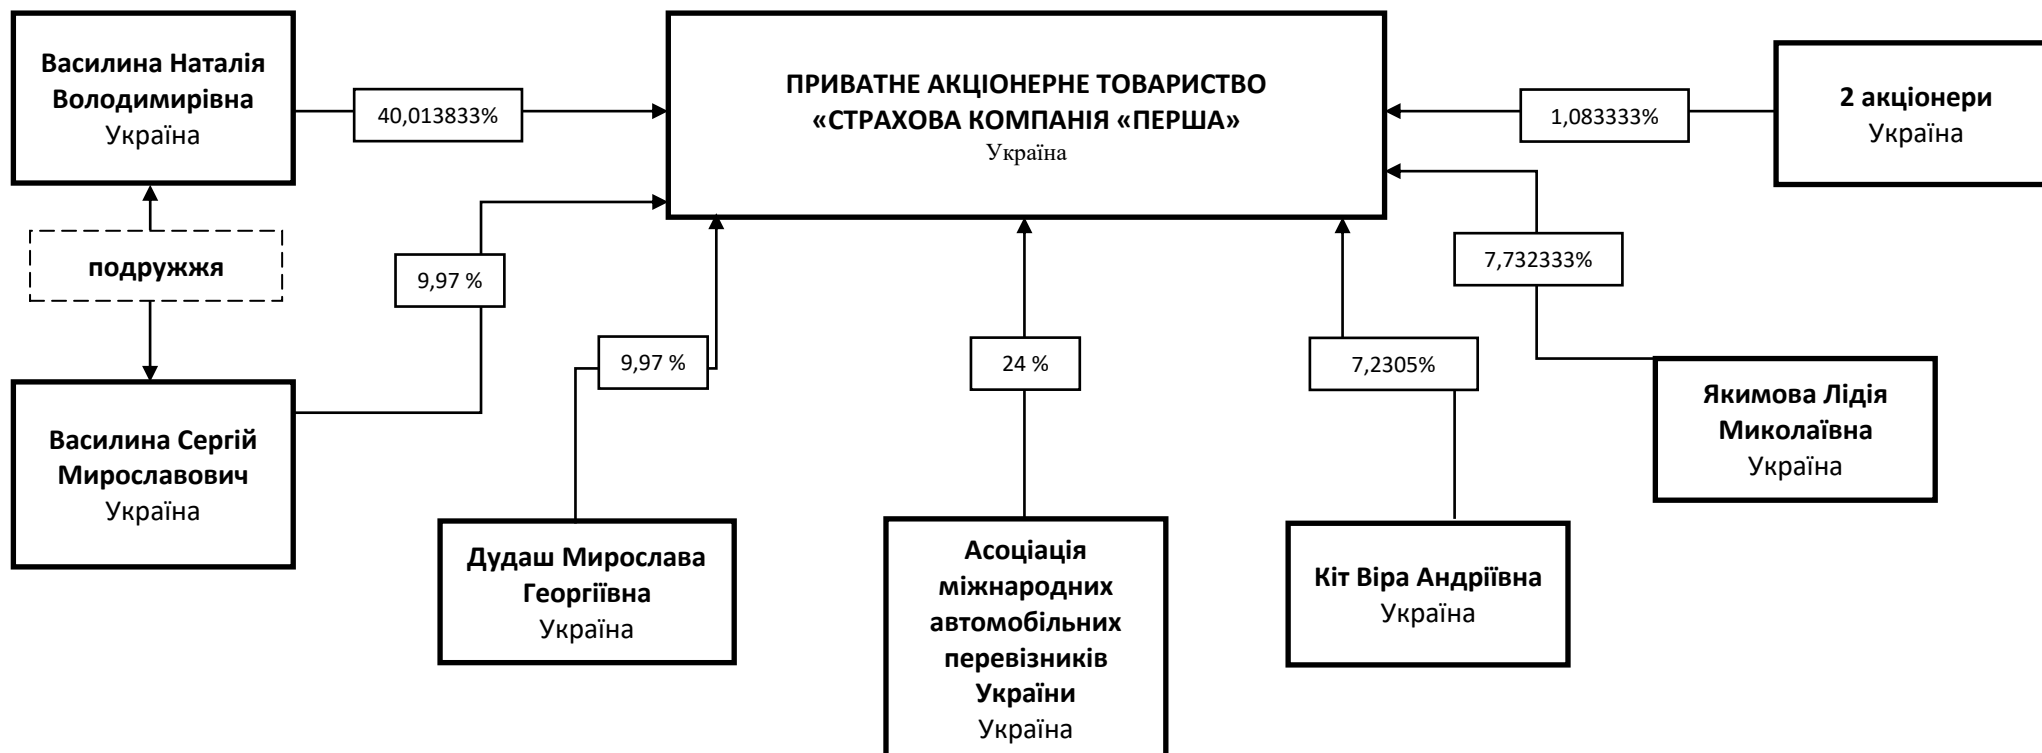 Василина Наталія
Володимирівна
Україна
40,013833%
ПРИВАТНЕ АКЦІОНЕРНЕ ТОВАРИСТВО
«СТРАХОВА КОМПАНІЯ «ПЕРША»
Україна
1,083333%
2 акціонери
Україна
подружжя
9,97 %
7,732333%
9,97 %
24 %
7,2305%
Василина Сергій
Мирославович
Україна
Якимова Лідія
Миколаївна
Україна
Дудаш Мирослава
Георгіївна
Україна
Асоціація
міжнародних
автомобільних
перевізників
України
Україна
Кіт Віра Андріївна
Україна